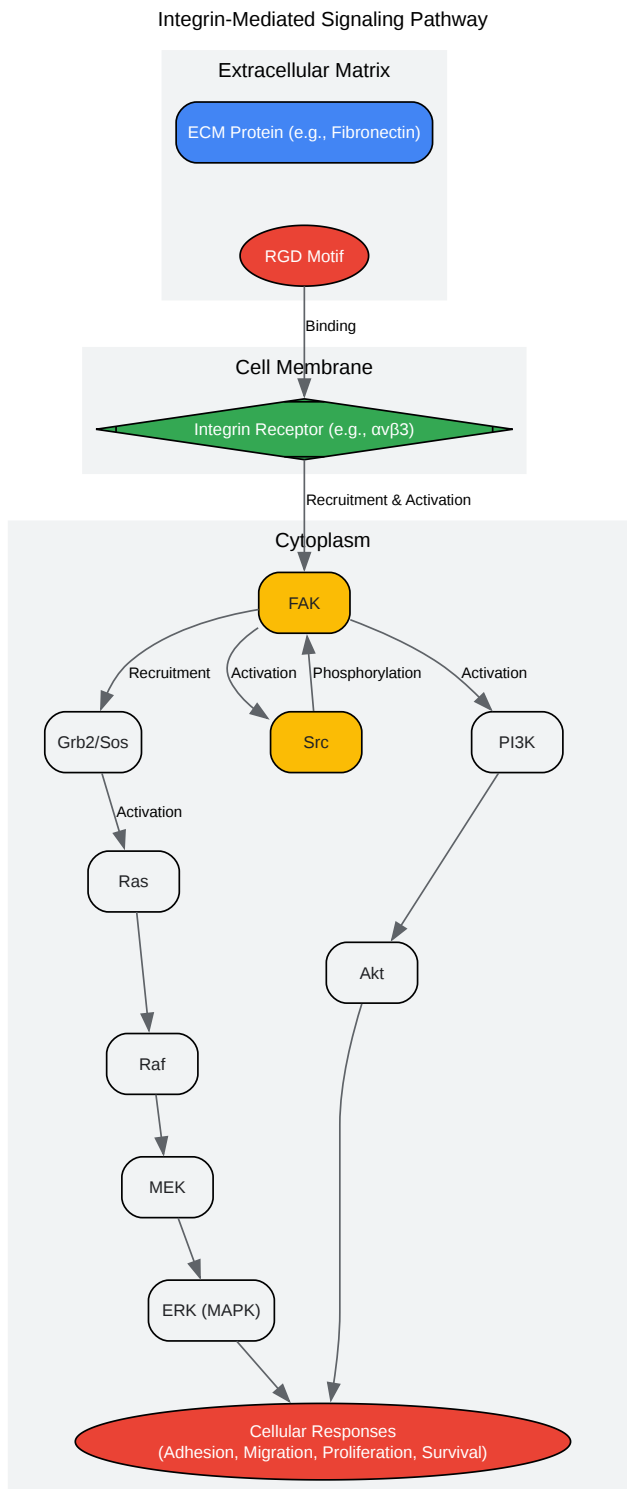 Integrin-Mediated Signaling Pathway
Extracellular Matrix
ECM Protein (e.g., Fibronectin)
RGD Motif
Binding
Cell Membrane
Integrin Receptor (e.g., αvβ3)
Recruitment & Activation
Cytoplasm
FAK
Recruitment
Activation
Phosphorylation
Activation
Grb2/Sos
Src
PI3K
Activation
Ras
Akt
Raf
MEK
ERK (MAPK)
Cellular Responses
(Adhesion, Migration, Proliferation, Survival)